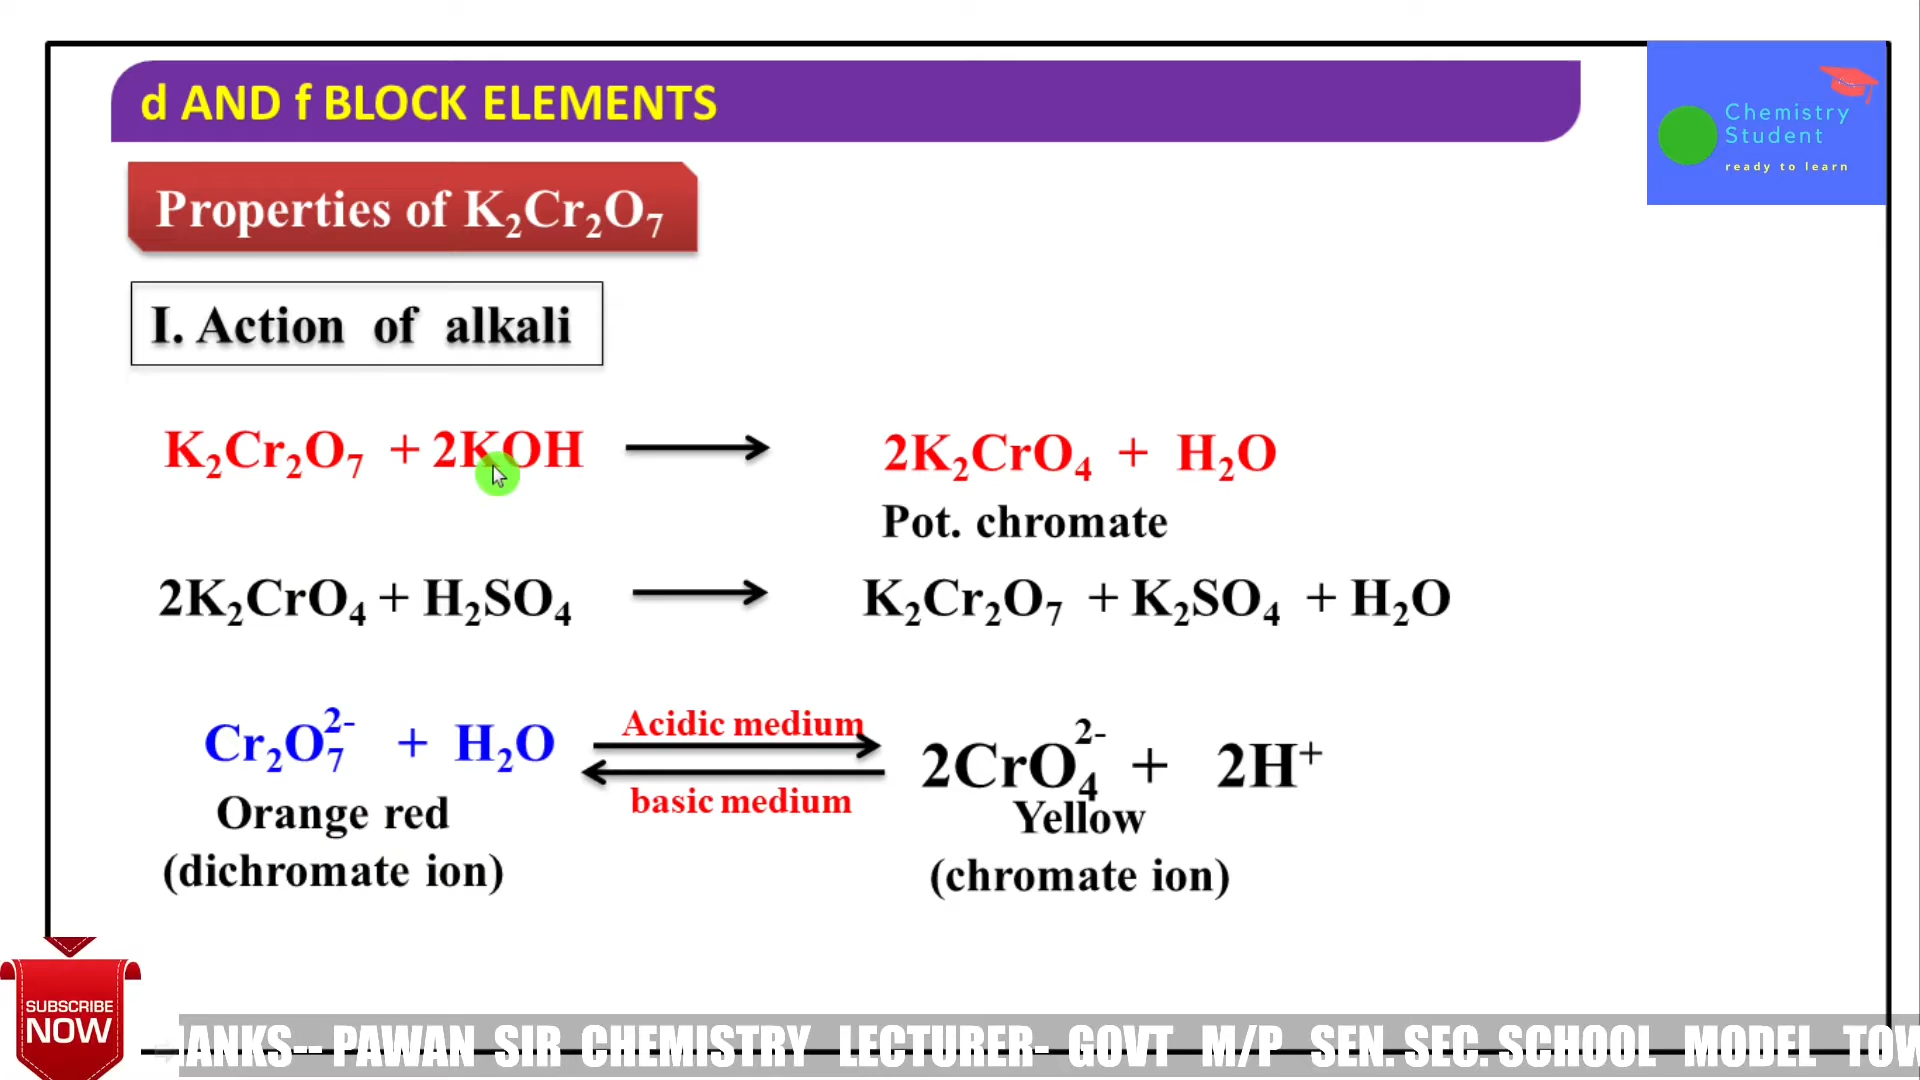 d AND f BLOCK ELEMENTS
Chemistry
Student
ready to learn
Properties of K₂Cr₂O₇
I. Action of alkali
K₂Cr₂O₇ + 2KOH ⟶ 2K₂CrO₄ + H₂O
Pot. chromate
2K₂CrO₄ + H₂SO₄ ⟶ K₂Cr₂O₇ + K₂SO₄ + H₂O
Acidic medium
Cr₂O₇²⁻ + H₂O ⇌ 2CrO₄²⁻ + 2H⁺
basic medium
Orange red Yellow
(dichromate ion) (chromate ion)
SUBSCRIBE
NOW
HANKS-- PAWAN SIR CHEMISTRY LECTURER- GOVT M/P SEN. SEC. SCHOOL MODEL TOW